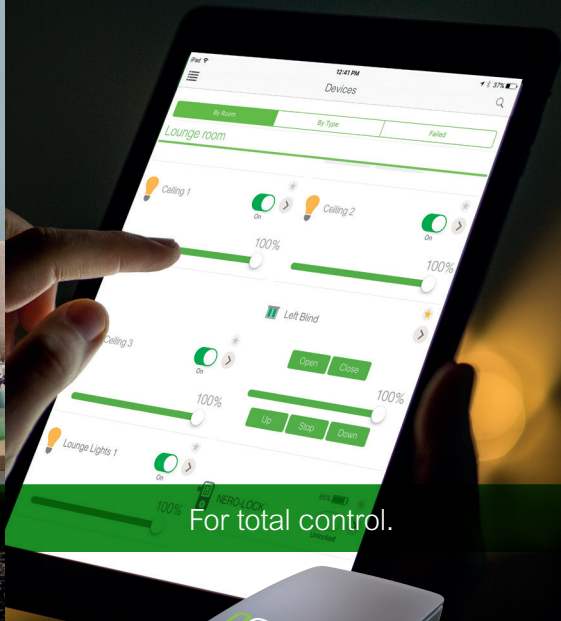 iPad
12:41 PM
37%
Devices
By Room
By Type
Failed
Lounge room
Ceiling 1
On
100%
Ceiling 2
On
100%
Left Blind
Open
Close
100%
Up
Stop
Down
Ceiling 3
On
100%
Lounge Lights 1
On
100%
NERO-LOCK
Unlocked
For total control.